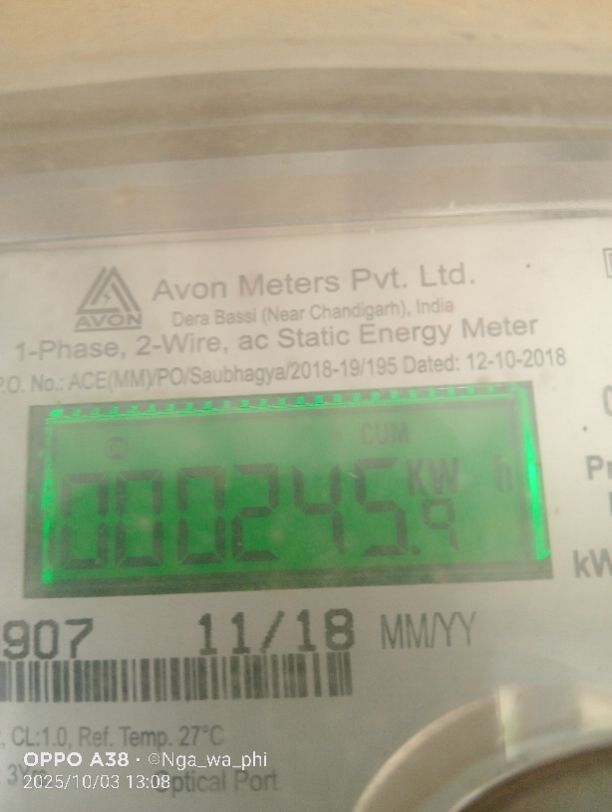 Avon Meters Pvt. Ltd.
AVON
Dera Bassi (Near Chandigarh), India
1-Phase, 2-Wire, ac Static Energy Meter
P.O. No.: ACE(MM)/PO/Saubhagya/2018-19/195 Dated: 12-10-2018
CUM
000245.9 KW h
907 11/18 MM/YY
CL:1.0, Ref. Temp. 27°C
Optical Port
OPPO A38 · ©Nga_wa_phi
2025/10/03 13:08